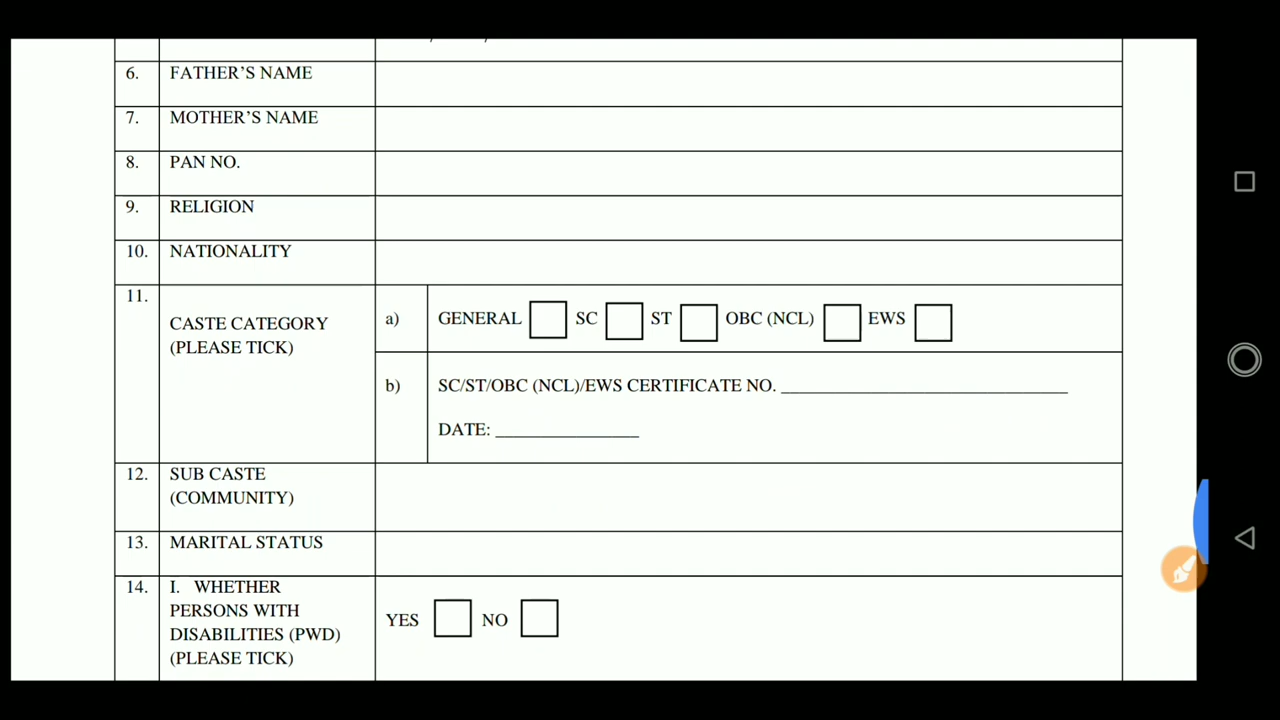 6. FATHER'S NAME
7. MOTHER'S NAME
8. PAN NO.
9. RELIGION
10. NATIONALITY
11.
CASTE CATEGORY
(PLEASE TICK)
a) GENERAL SC ST OBC (NCL) EWS
b) SC/ST/OBC (NCL)/EWS CERTIFICATE NO. ______________________________
DATE: _______________
12. SUB CASTE
(COMMUNITY)
13. MARITAL STATUS
14. I. WHETHER
PERSONS WITH
DISABILITIES (PWD)
(PLEASE TICK)
YES NO